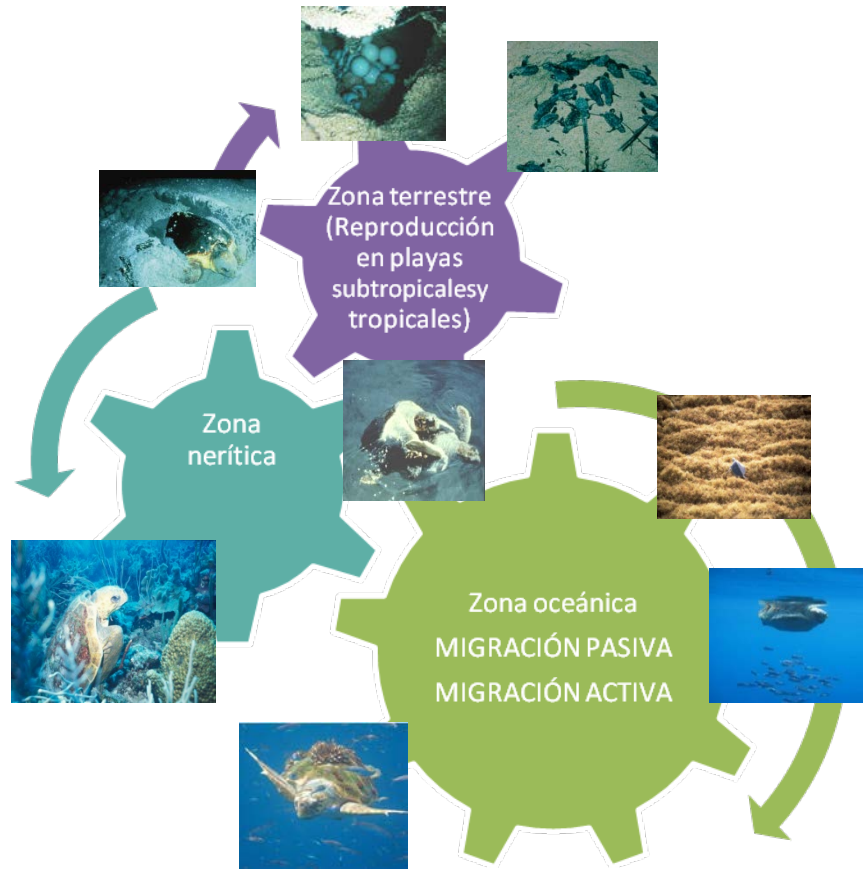 Zona terrestre
(Reproducción
en playas
subtropicalesy
tropicales)
Zona
nerítica
Zona oceánica
MIGRACIÓN PASIVA
MIGRACIÓN ACTIVA